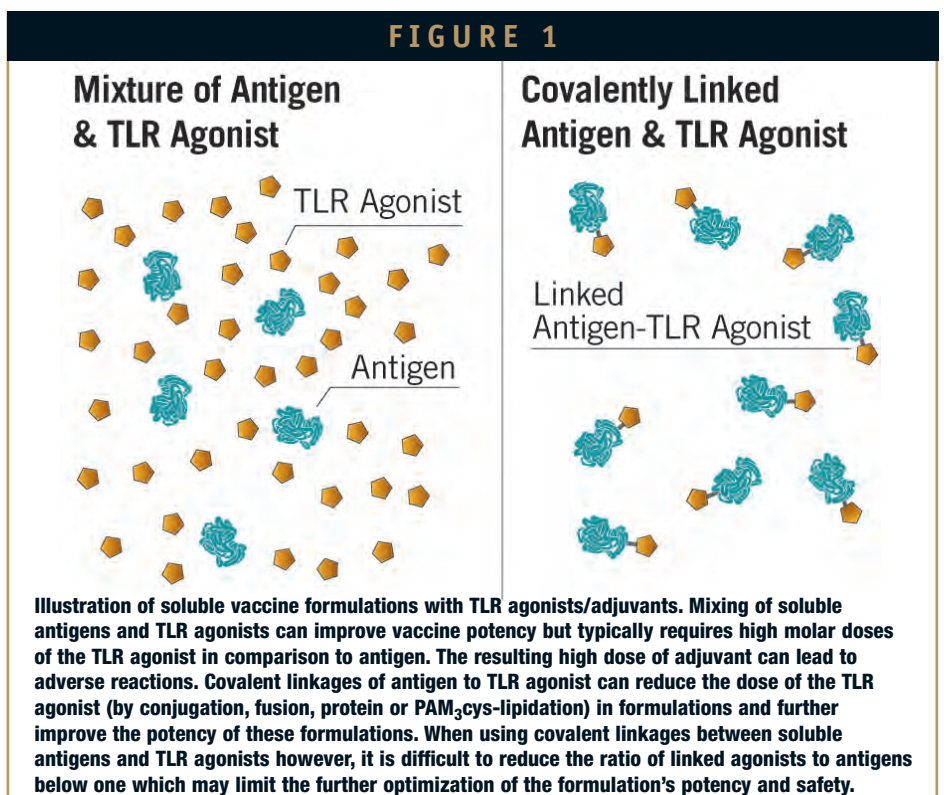 FIGURE 1
Mixture of Antigen
& TLR Agonist
TLR Agonist
Antigen
Covalently Linked
Antigen & TLR Agonist
Linked
Antigen-TLR Agonist
Illustration of soluble vaccine formulations with TLR agonists/adjuvants. Mixing of soluble
antigens and TLR agonists can improve vaccine potency but typically requires high molar doses
of the TLR agonist in comparison to antigen. The resulting high dose of adjuvant can lead to
adverse reactions. Covalent linkages of antigen to TLR agonist can reduce the dose of the TLR
agonist (by conjugation, fusion, protein or PAM₃cys-lipidation) in formulations and further
improve the potency of these formulations. When using covalent linkages between soluble
antigens and TLR agonists however, it is difficult to reduce the ratio of linked agonists to antigens
below one which may limit the further optimization of the formulation’s potency and safety.